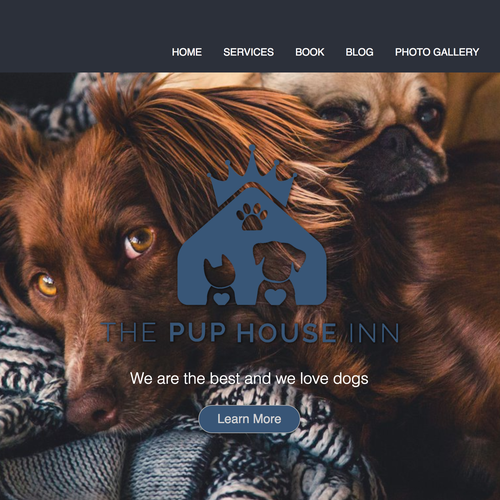 HOME SERVICES BOOK BLOG PHOTO GALLERY
THE PUP HOUSE INN
We are the best and we love dogs
Learn More